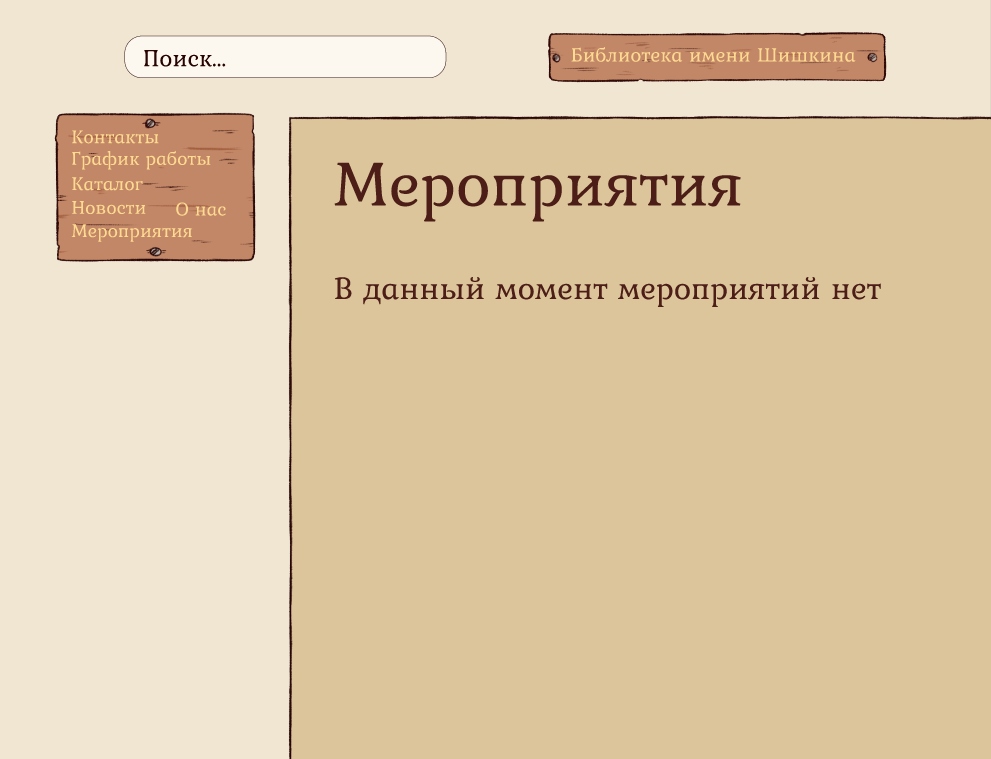 Поиск...
Библиотека имени Шишкина
Контакты
График работы
Каталог
Новости О нас
Мероприятия
Мероприятия
В данный момент мероприятий нет